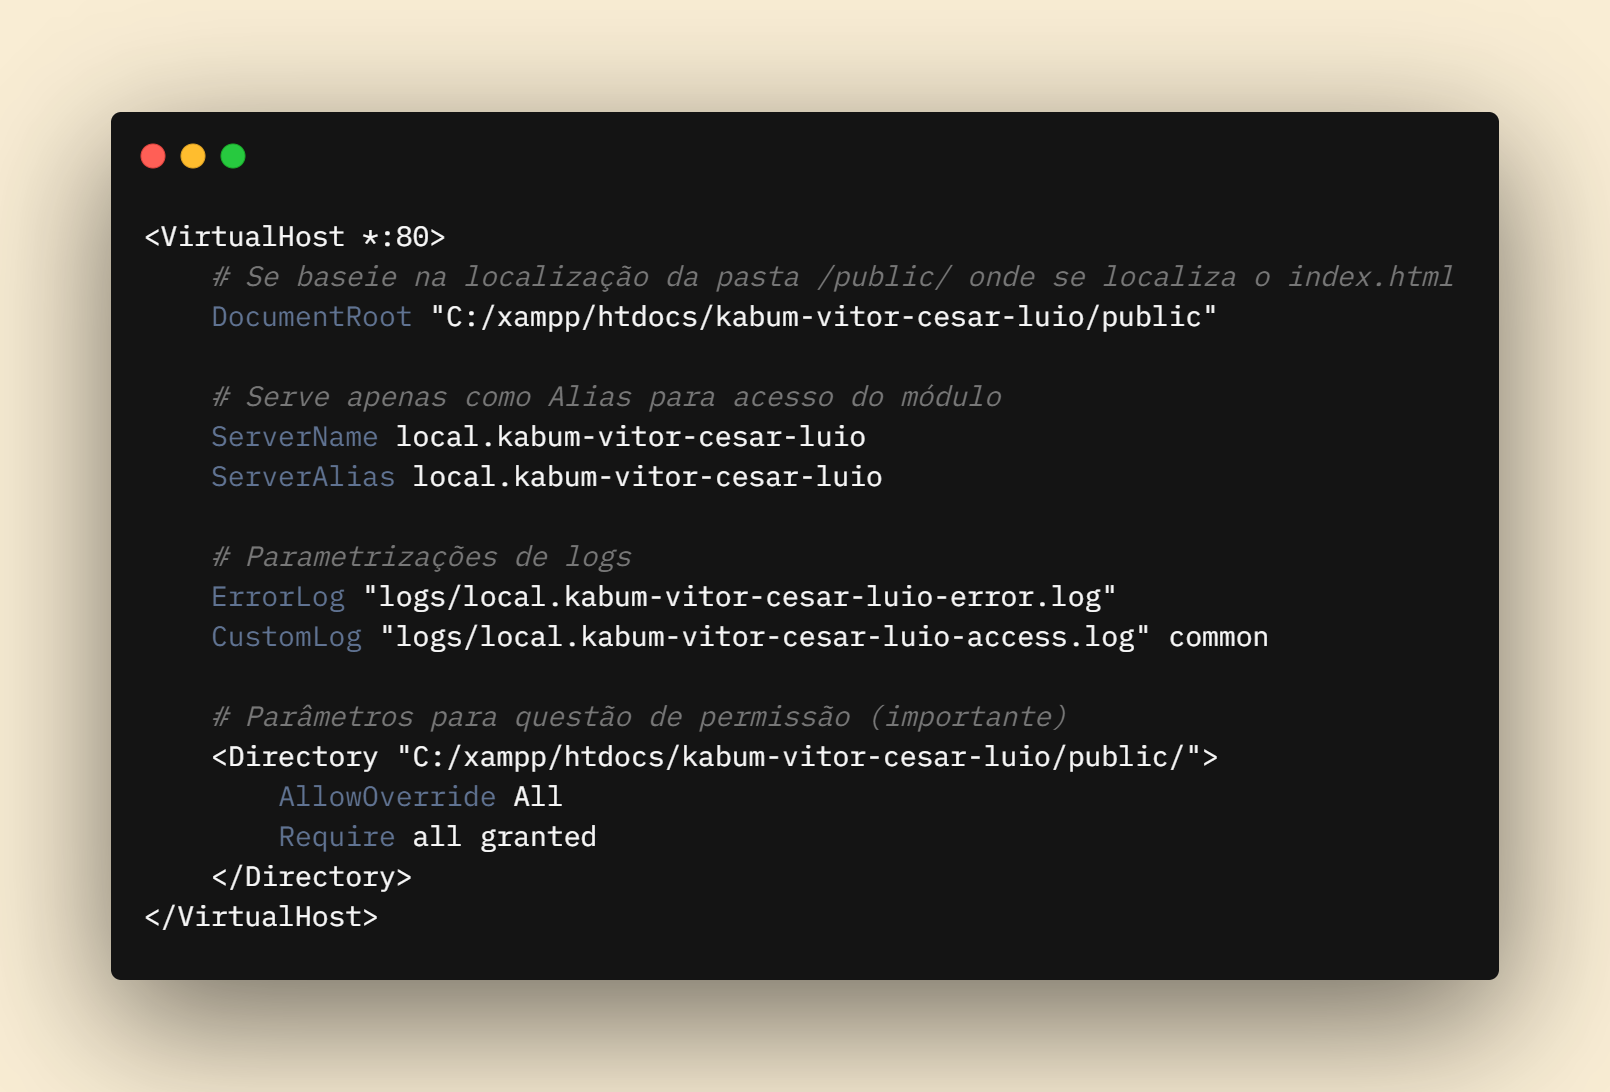 <VirtualHost *:80>
# Se baseie na localização da pasta /public/ onde se localiza o index.html
DocumentRoot "C:/xampp/htdocs/kabum-vitor-cesar-luio/public"
# Serve apenas como Alias para acesso do módulo
ServerName local.kabum-vitor-cesar-luio
ServerAlias local.kabum-vitor-cesar-luio
# Parametrizações de logs
ErrorLog "logs/local.kabum-vitor-cesar-luio-error.log"
CustomLog "logs/local.kabum-vitor-cesar-luio-access.log" common
# Parâmetros para questão de permissão (importante)
<Directory "C:/xampp/htdocs/kabum-vitor-cesar-luio/public/">
AllowOverride All
Require all granted
</Directory>
</VirtualHost>